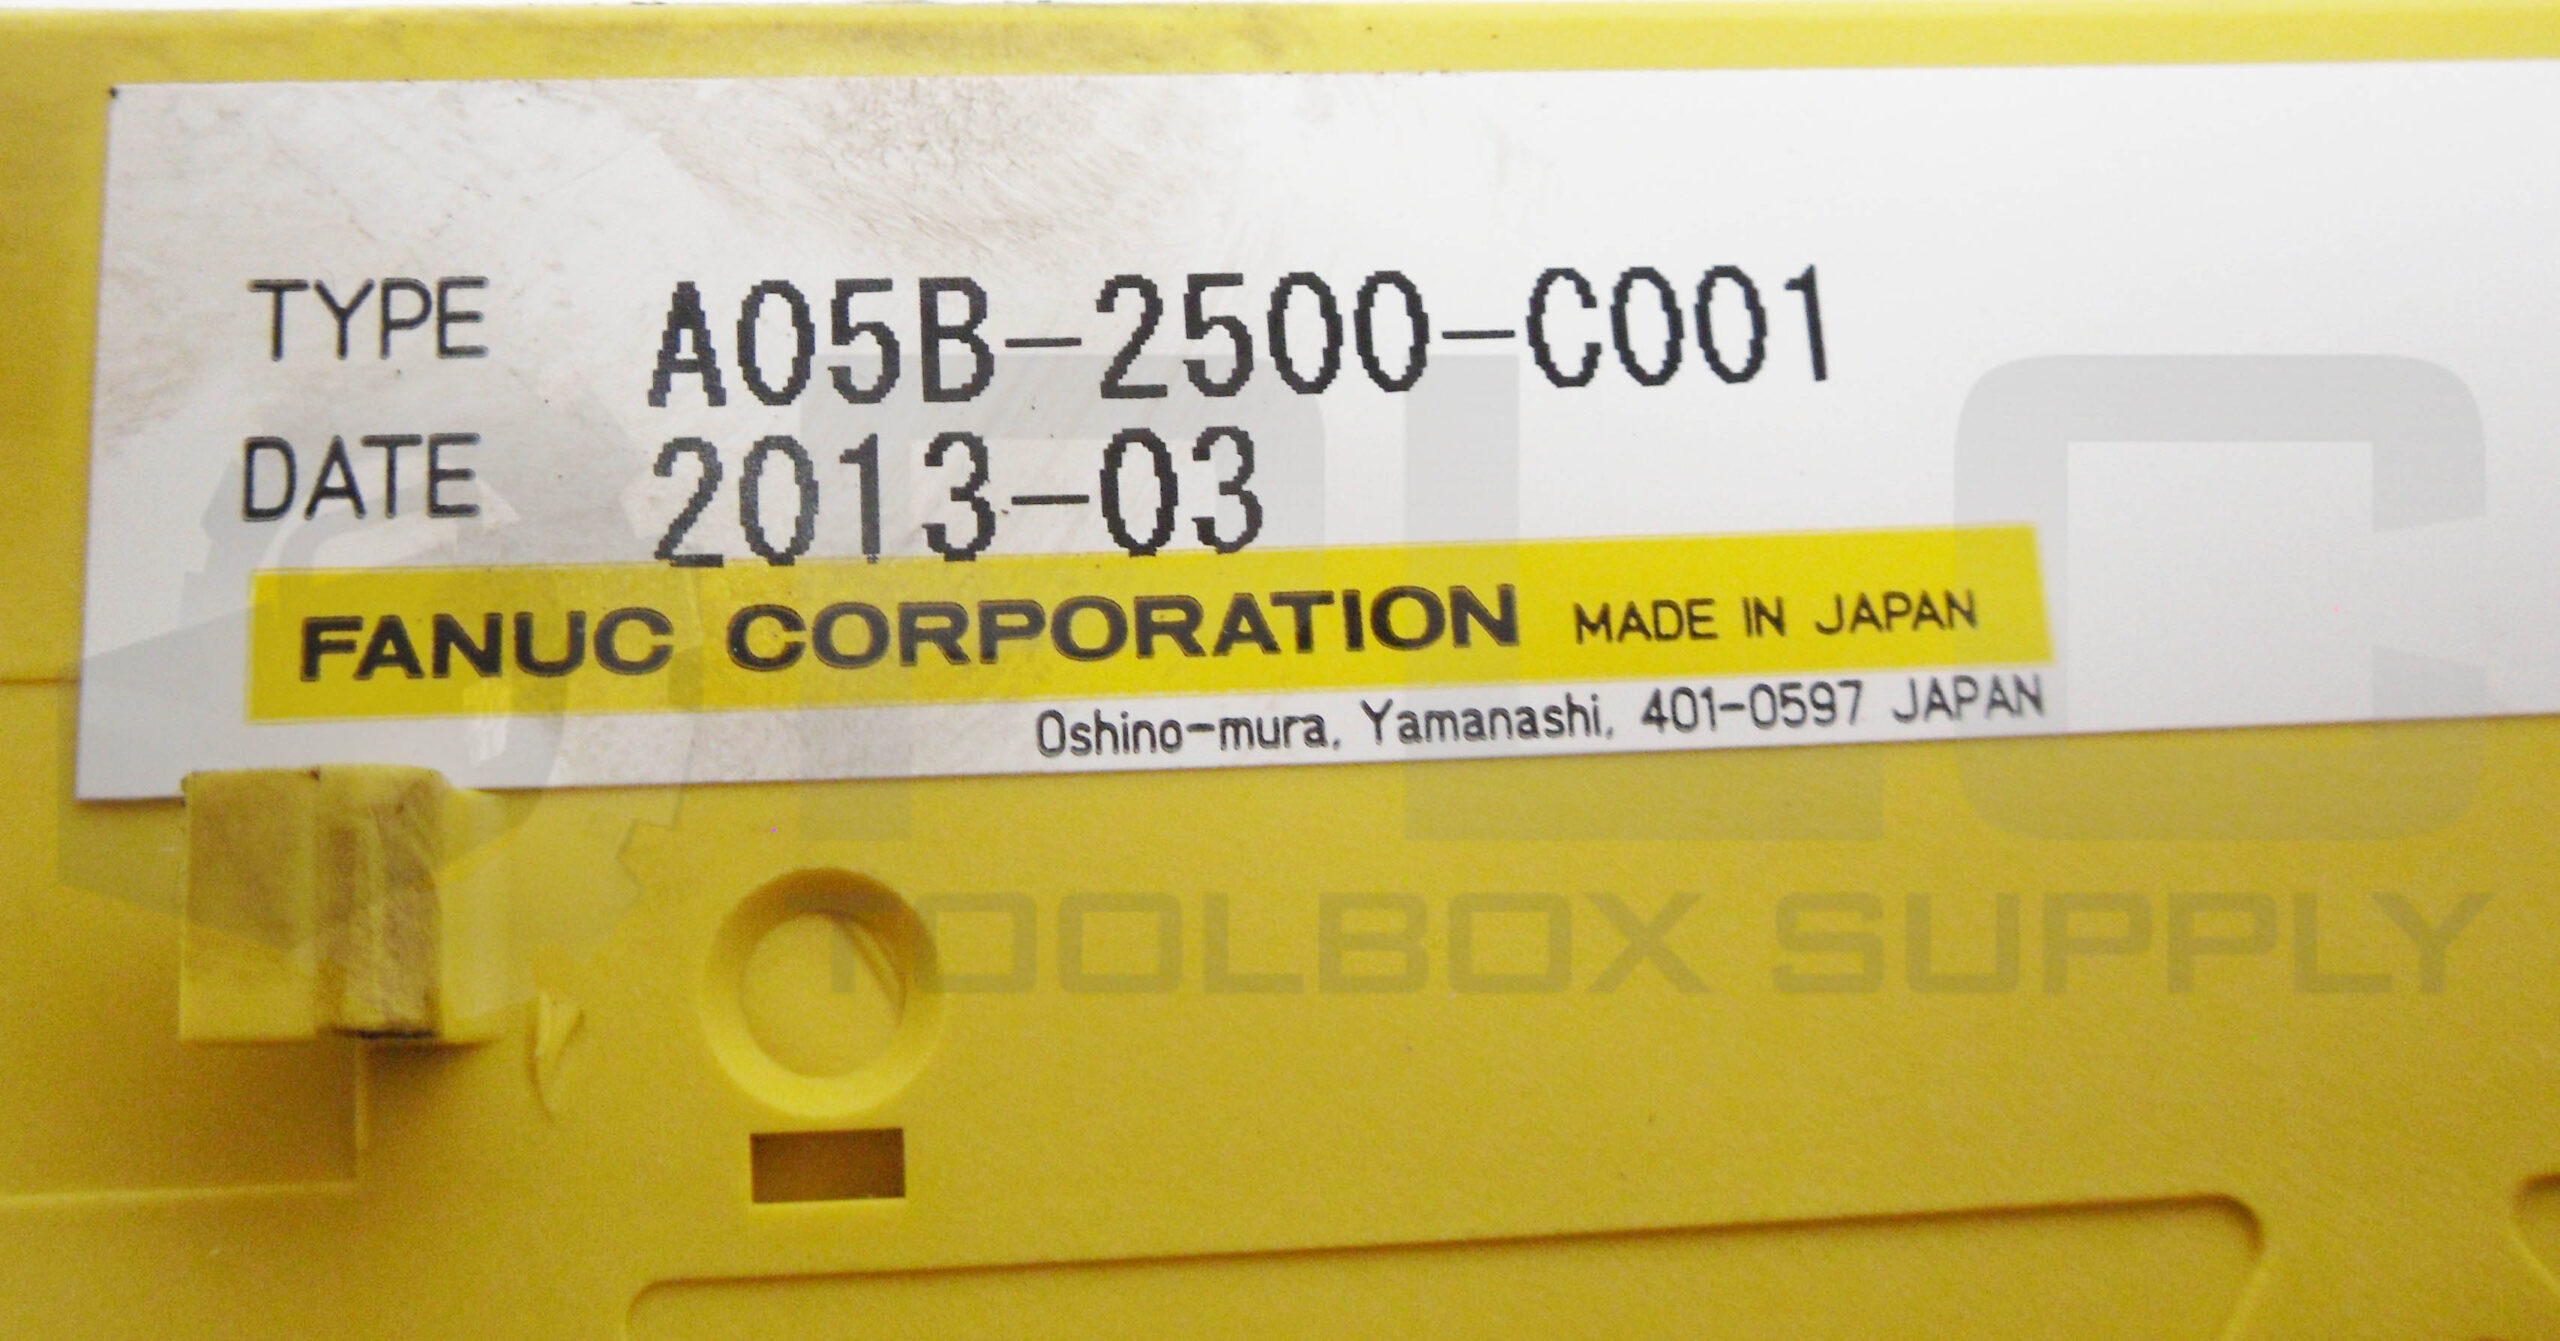 TYPE A05B-2500-C001
DATE 2013-03
FANUC CORPORATION MADE IN JAPAN
Oshino-mura, Yamanashi, 401-0597 JAPAN
PLC
TOOLBOX SUPPLY